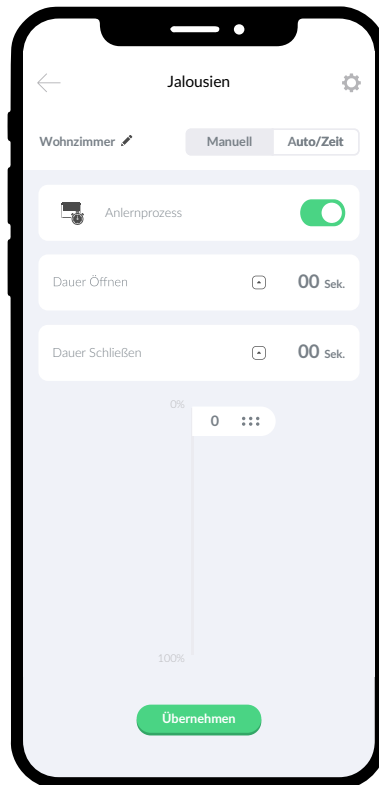 Jalousien
Wohnzimmer
Manuell
Auto/Zeit
Anlernprozess
Dauer Öffnen
00 Sek.
Dauer Schließen
00 Sek.
0%
0
100%
Übernehmen